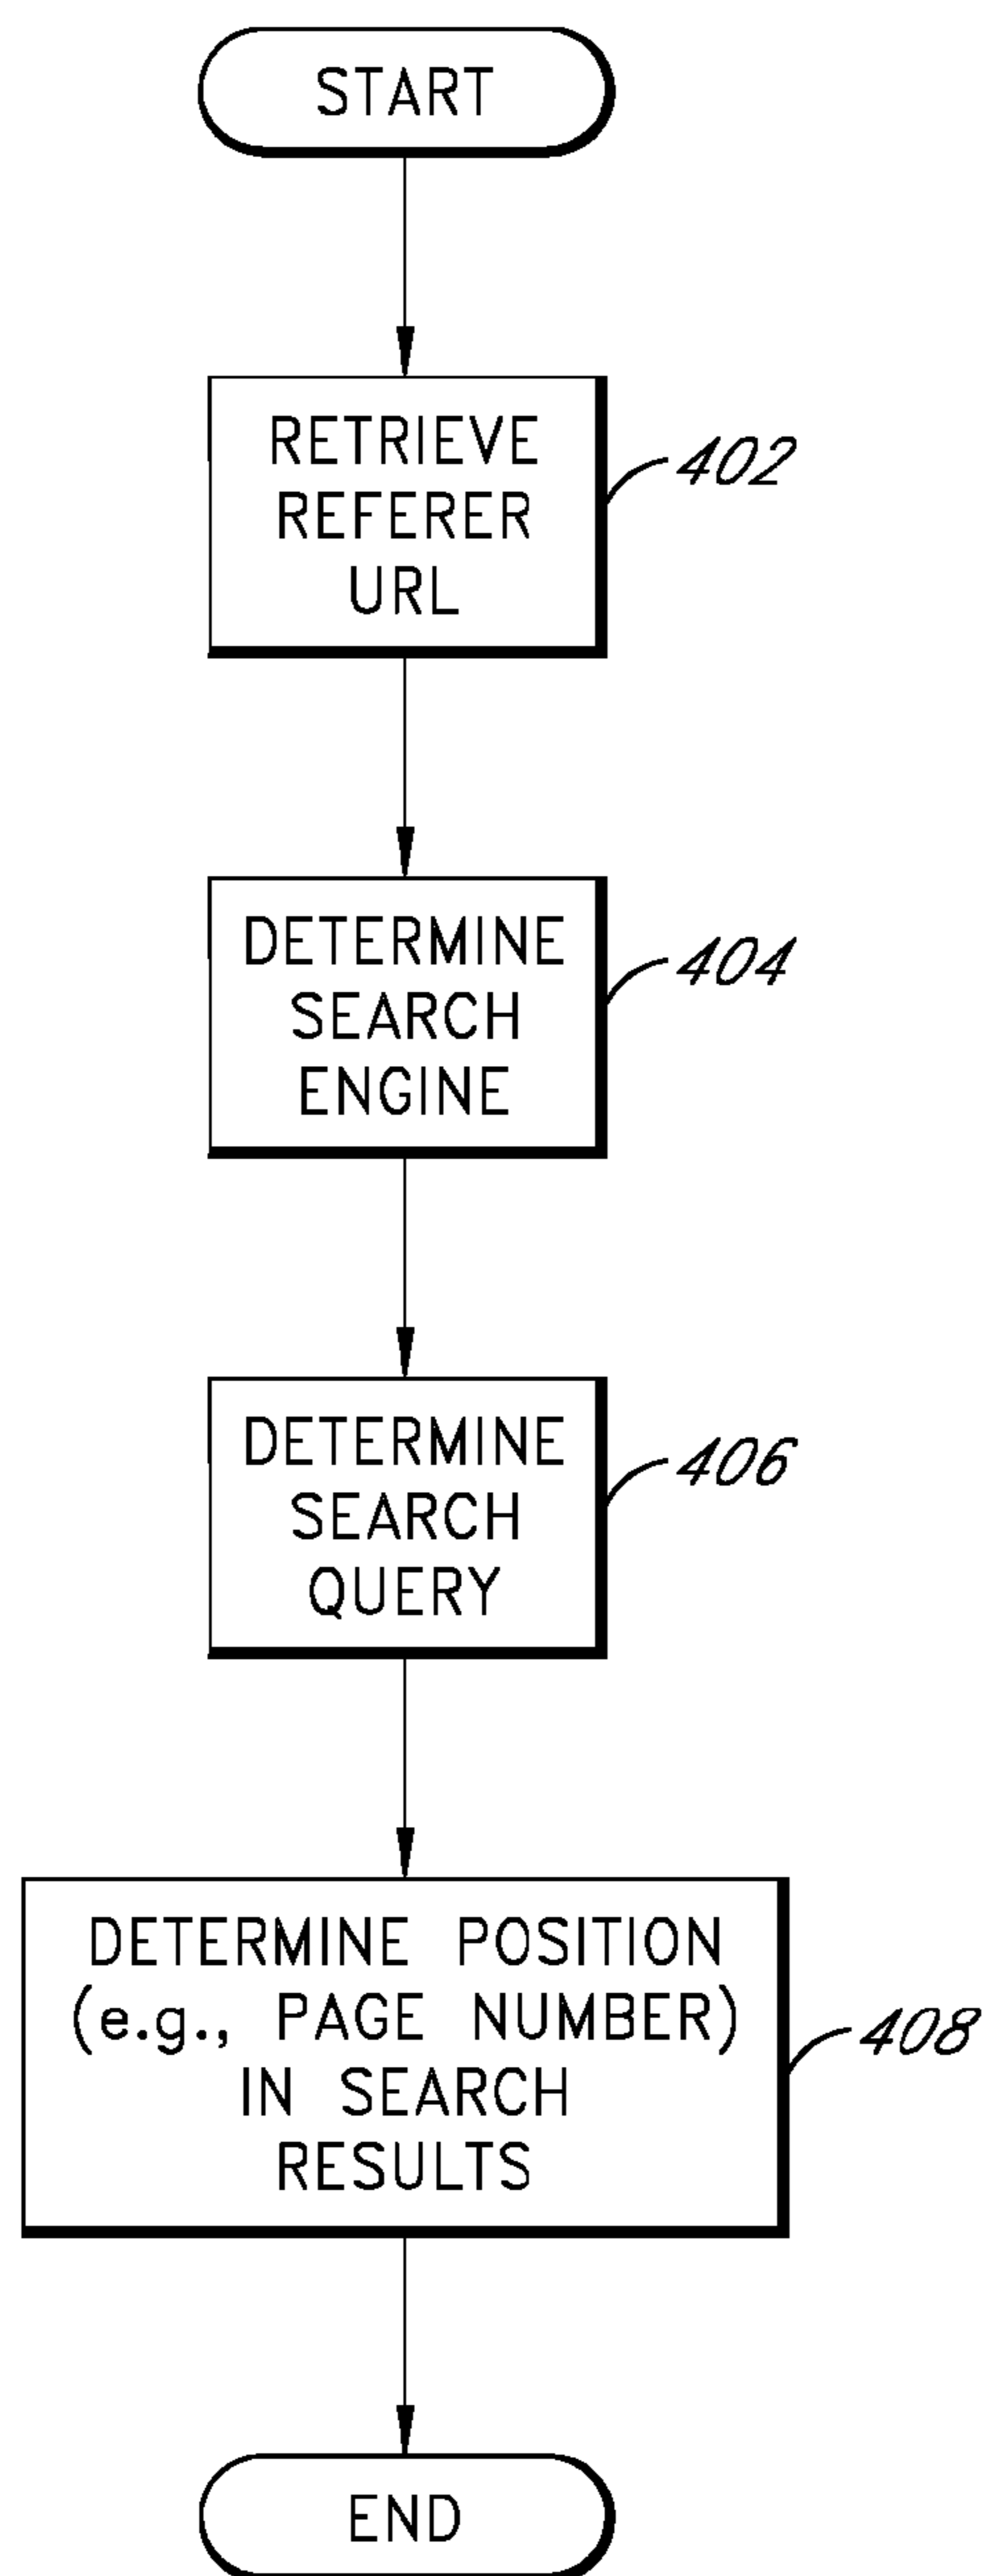 START
RETRIEVE
REFERER
URL
402
DETERMINE
SEARCH
ENGINE
404
DETERMINE
SEARCH
QUERY
406
DETERMINE POSITION
(e.g., PAGE NUMBER)
IN SEARCH
RESULTS
408
END